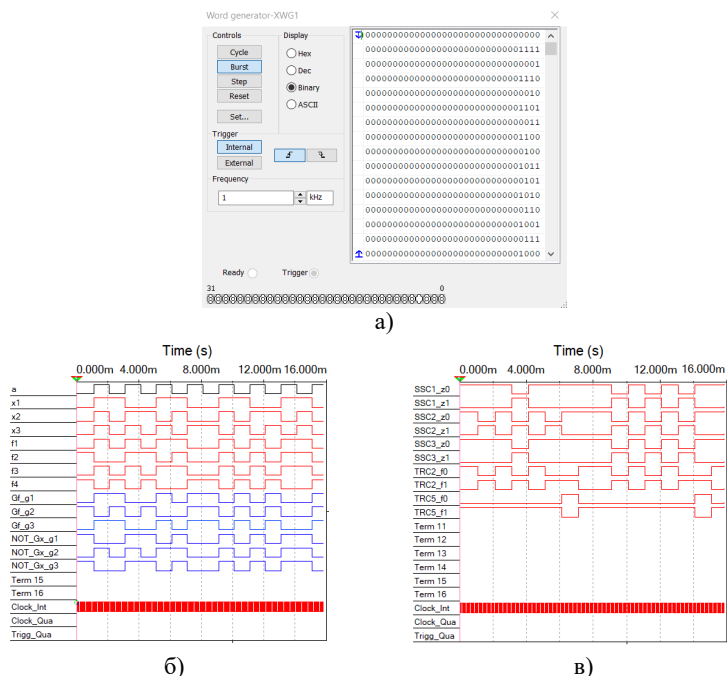 Word generator-XWG1
Controls
Display
Cycle
Burst
Step
Reset
Set...
Hex
Dec
Binary
ASCII
Trigger
Internal
External
Frequency
1
kHz
Ready
Trigger
00000000000000000000000000000000
00000000000000000000000000001111
00000000000000000000000000000001
00000000000000000000000000001110
00000000000000000000000000000010
00000000000000000000000000001101
00000000000000000000000000000011
00000000000000000000000000001100
00000000000000000000000000000100
00000000000000000000000000001011
00000000000000000000000000000101
00000000000000000000000000001010
00000000000000000000000000000110
00000000000000000000000000001001
00000000000000000000000000000111
00000000000000000000000000001000
31 0
а)
Time (s)
0.000m 4.000m 8.000m 12.000m 16.000m
a
x1
x2
x3
f1
f2
f3
f4
Gf_g1
Gf_g2
Gf_g3
NOT_Gx_g1
NOT_Gx_g2
NOT_Gx_g3
Term 15
Term 16
Clock_Int
Clock_Qua
Trigg_Qua
б)
Time (s)
0.000m 4.000m 8.000m 12.000m 16.000m
SSC1_z0
SSC1_z1
SSC2_z0
SSC2_z1
SSC3_z0
SSC3_z1
TRC2_f0
TRC2_f1
TRC5_f0
TRC5_f1
Term 11
Term 12
Term 13
Term 14
Term 15
Term 16
Clock_Int
Clock_Qua
Trigg_Qua
в)